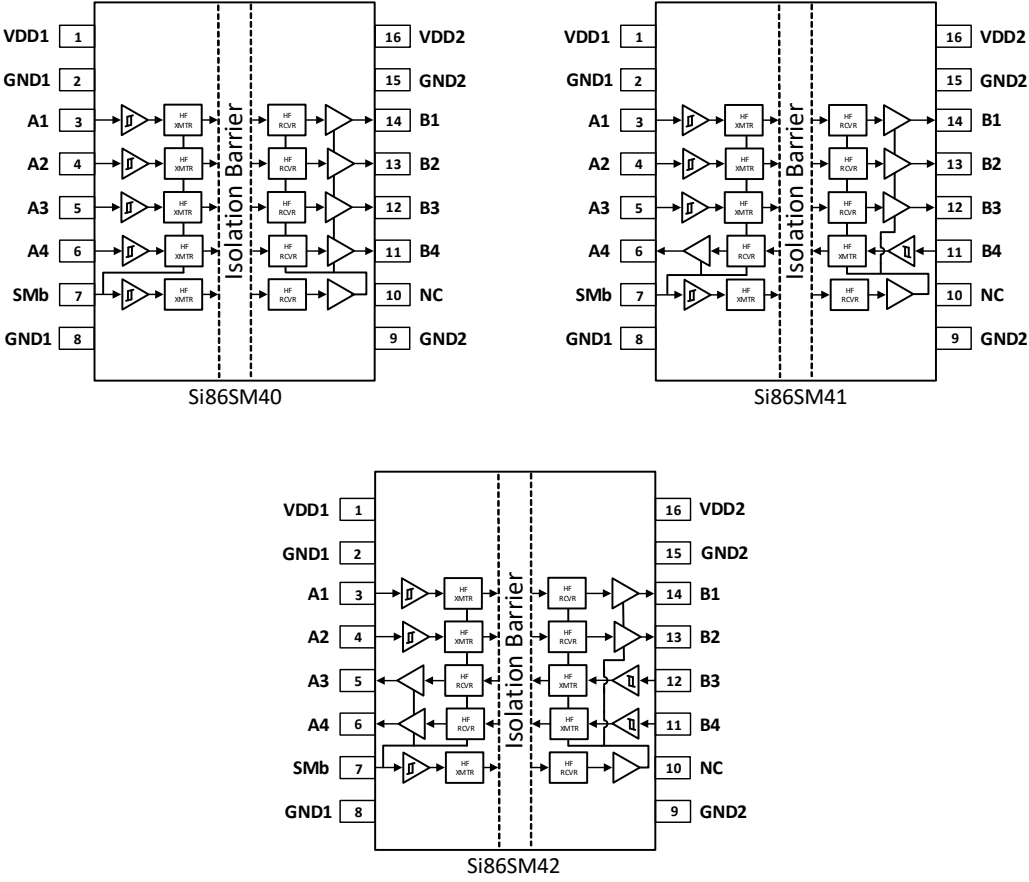 VDD1 1 16 VDD2
GND1 2 15 GND2
A1 3 HF XMTR HF RCVR 14 B1
A2 4 HF XMTR HF RCVR 13 B2
A3 5 HF XMTR HF RCVR 12 B3
A4 6 HF XMTR HF RCVR 11 B4
SMb 7 HF XMTR HF RCVR 10 NC
GND1 8 9 GND2
Isolation Barrier
Si86SM40
VDD1 1 16 VDD2
GND1 2 15 GND2
A1 3 HF XMTR HF RCVR 14 B1
A2 4 HF XMTR HF RCVR 13 B2
A3 5 HF XMTR HF RCVR 12 B3
A4 6 HF RCVR HF XMTR 11 B4
SMb 7 HF XMTR HF RCVR 10 NC
GND1 8 9 GND2
Isolation Barrier
Si86SM41
VDD1 1 16 VDD2
GND1 2 15 GND2
A1 3 HF XMTR HF RCVR 14 B1
A2 4 HF XMTR HF RCVR 13 B2
A3 5 HF RCVR HF XMTR 12 B3
A4 6 HF RCVR HF XMTR 11 B4
SMb 7 HF XMTR HF RCVR 10 NC
GND1 8 9 GND2
Isolation Barrier
Si86SM42